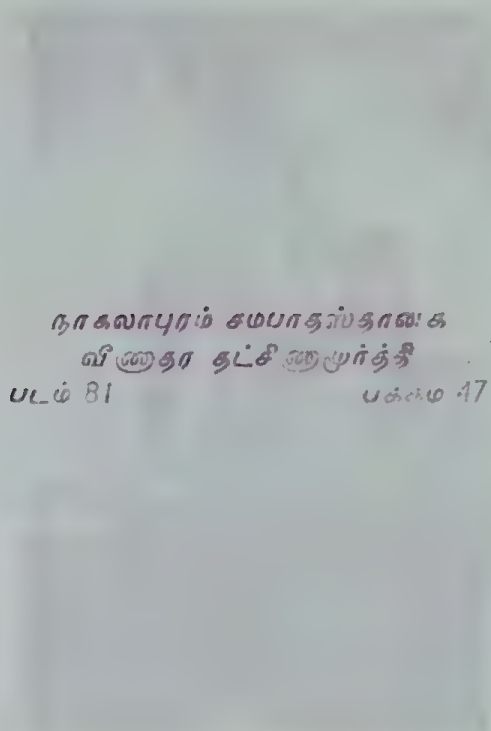 நாகலாபுரம் சமபாதஸ்தானக
வீணாதர தட்சிணாமூர்த்தி
படம் 81 பக்கம் 47